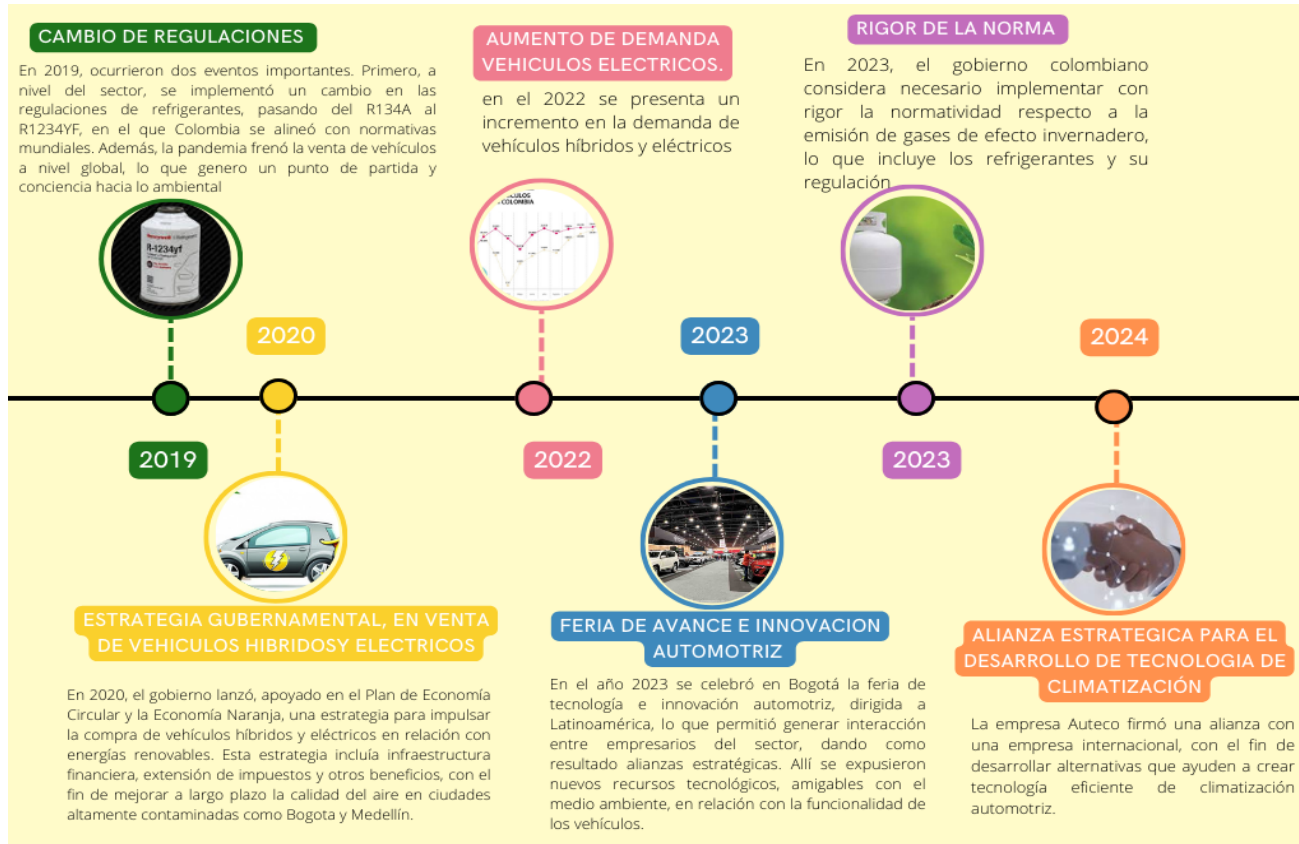 CAMBIO DE REGULACIONES
En 2019, ocurrieron dos eventos importantes. Primero, a
nivel del sector, se implementó un cambio en las
regulaciones de refrigerantes, pasando del R134A al
R1234YF, en el que Colombia se alineó con normativas
mundiales. Además, la pandemia frenó la venta de vehículos
a nivel global, lo que genero un punto de partida y
conciencia hacia lo ambiental
AUMENTO DE DEMANDA
VEHICULOS ELECTRICOS.
en el 2022 se presenta un
incremento en la demanda de
vehículos híbridos y eléctricos
RIGOR DE LA NORMA
En 2023, el gobierno colombiano
considera necesario implementar con
rigor la normatividad respecto a la
emisión de gases de efecto invernadero,
lo que incluye los refrigerantes y su
regulación
Honeywell
R-1234yf
COLOMBIA
2020
2023
2024
2019
2022
2023
ESTRATEGIA GUBERNAMENTAL, EN VENTA
DE VEHICULOS HIBRIDOSY ELECTRICOS
En 2020, el gobierno lanzó, apoyado en el Plan de Economía
Circular y la Economía Naranja, una estrategia para impulsar
la compra de vehículos híbridos y eléctricos en relación con
energías renovables. Esta estrategia incluía infraestructura
financiera, extensión de impuestos y otros beneficios, con el
fin de mejorar a largo plazo la calidad del aire en ciudades
altamente contaminadas como Bogota y Medellín.
FERIA DE AVANCE E INNOVACION
AUTOMOTRIZ
En el año 2023 se celebró en Bogotá la feria de
tecnología e innovación automotriz, dirigida a
Latinoamérica, lo que permitió generar interacción
entre empresarios del sector, dando como
resultado alianzas estratégicas. Allí se expusieron
nuevos recursos tecnológicos, amigables con el
medio ambiente, en relación con la funcionalidad de
los vehículos.
ALIANZA ESTRATEGICA PARA EL
DESARROLLO DE TECNOLOGIA DE
CLIMATIZACIÓN
La empresa Auteco firmó una alianza con
una empresa internacional, con el fin de
desarrollar alternativas que ayuden a crear
tecnología eficiente de climatización
automotriz.